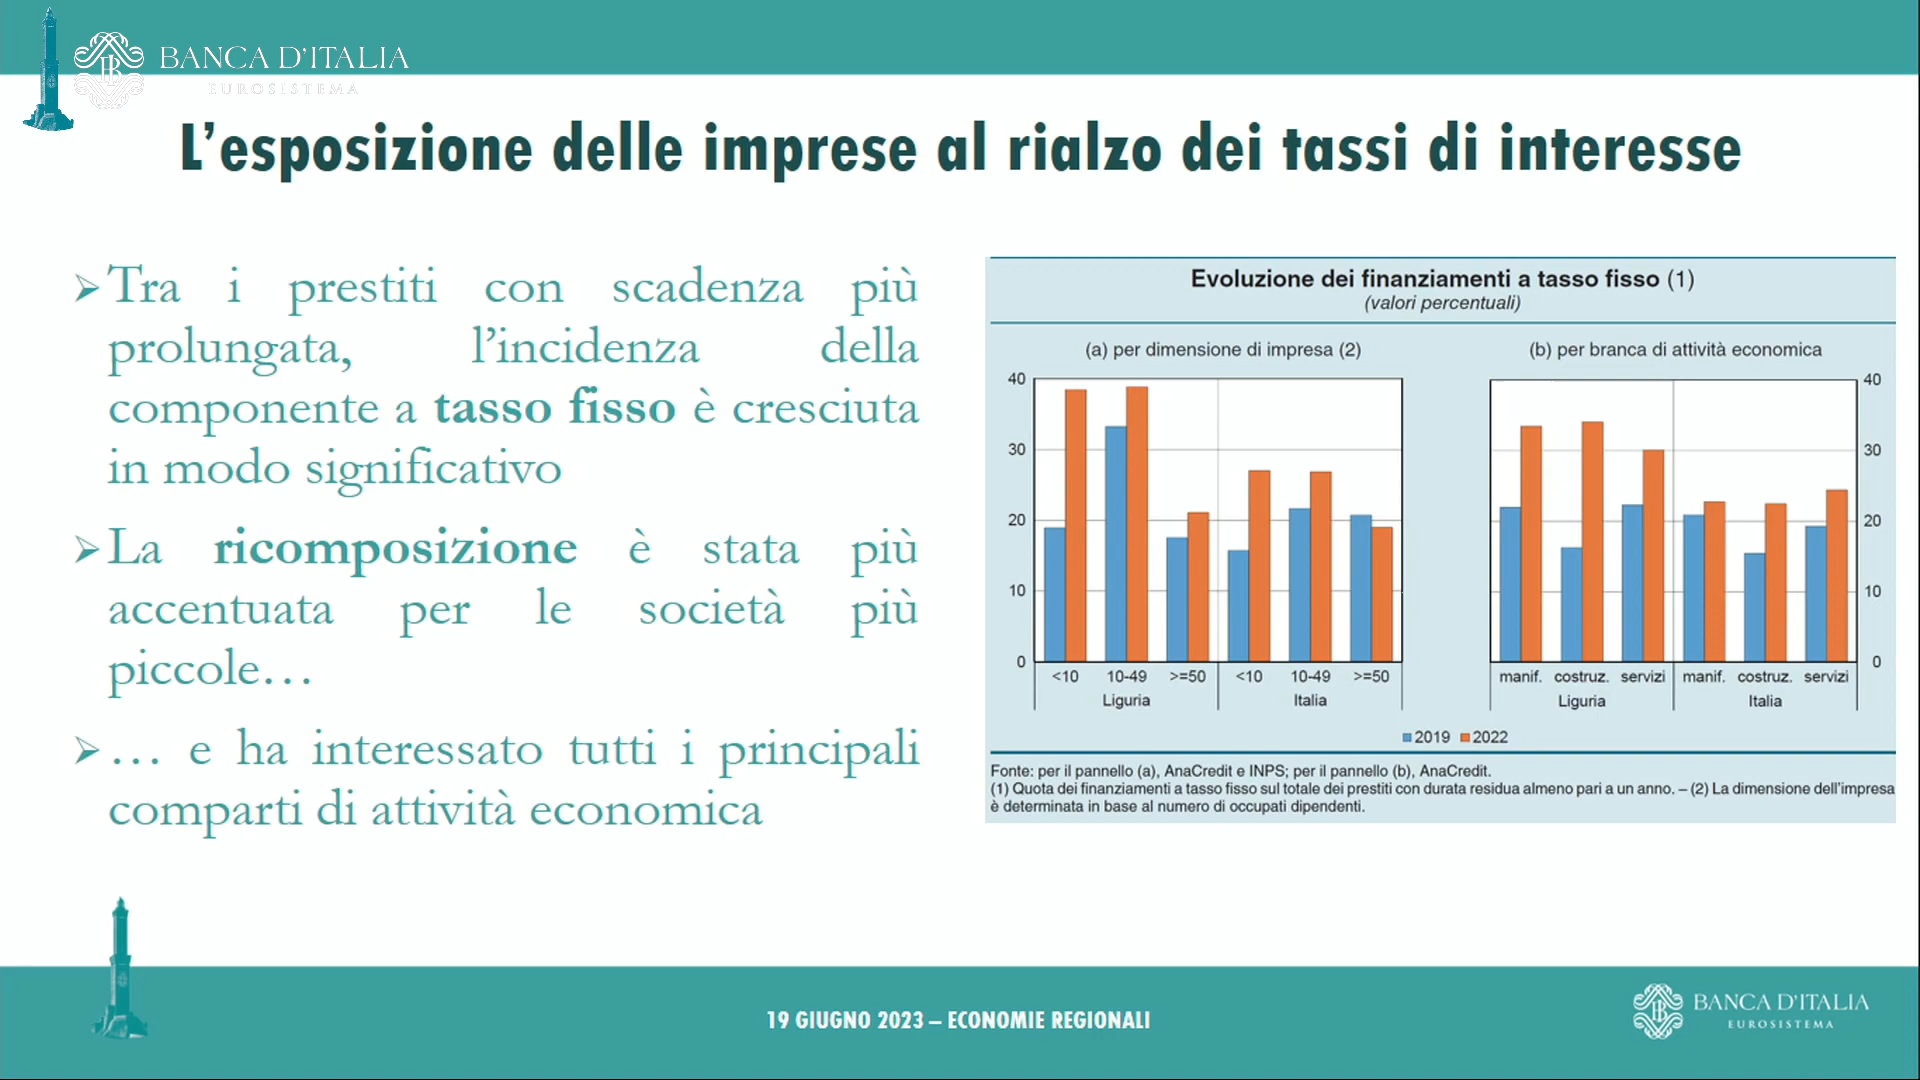 BANCA D'ITALIA
EUROSISTEMA
L'esposizione delle imprese al rialzo dei tassi di interesse
➢Tra i prestiti con scadenza più
prolungata, l'incidenza della
componente a tasso fisso è cresciuta
in modo significativo
➢La ricomposizione è stata più
accentuata per le società più
piccole…
➢… e ha interessato tutti i principali
comparti di attività economica
Evoluzione dei finanziamenti a tasso fisso (1)
(valori percentuali)
(a) per dimensione di impresa (2)
(b) per branca di attività economica
40
30
20
10
0
<10 10-49 >=50 <10 10-49 >=50
Liguria Italia
40
30
20
10
0
manif. costruz. servizi manif. costruz. servizi
Liguria Italia
2019 2022
Fonte: per il pannello (a), AnaCredit e INPS; per il pannello (b), AnaCredit.
(1) Quota dei finanziamenti a tasso fisso sul totale dei prestiti con durata residua almeno pari a un anno. – (2) La dimensione dell'impresa
è determinata in base al numero di occupati dipendenti.
19 GIUGNO 2023 – ECONOMIE REGIONALI
BANCA D'ITALIA
EUROSISTEMA